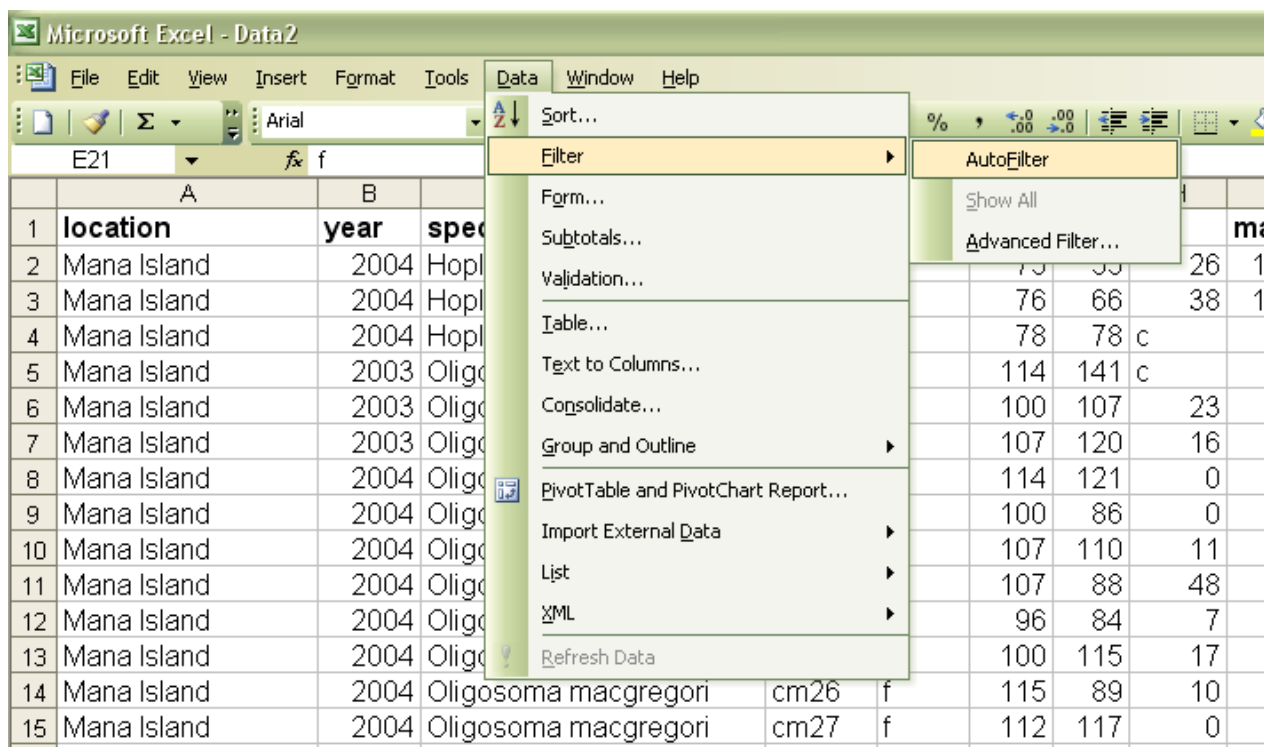 Microsoft Excel - Data2
File Edit View Insert Format Tools Data Window Help
Σ Arial % , .00 .00
E21 fx f
Sort...
Filter
Form...
Subtotals...
Validation...
Table...
Text to Columns...
Consolidate...
Group and Outline
PivotTable and PivotChart Report...
Import External Data
List
XML
Refresh Data
AutoFilter
Show All
Advanced Filter...
A B
1 location year
2 Mana Island 2004 26
3 Mana Island 2004 76 66 38
4 Mana Island 2004 78 78 c
5 Mana Island 2003 114 141 c
6 Mana Island 2003 100 107 23
7 Mana Island 2003 107 120 16
8 Mana Island 2004 114 121 0
9 Mana Island 2004 100 86 0
10 Mana Island 2004 107 110 11
11 Mana Island 2004 107 88 48
12 Mana Island 2004 96 84 7
13 Mana Island 2004 100 115 17
14 Mana Island 2004 Oligosoma macgregori cm26 f 115 89 10
15 Mana Island 2004 Oligosoma macgregori cm27 f 112 117 0